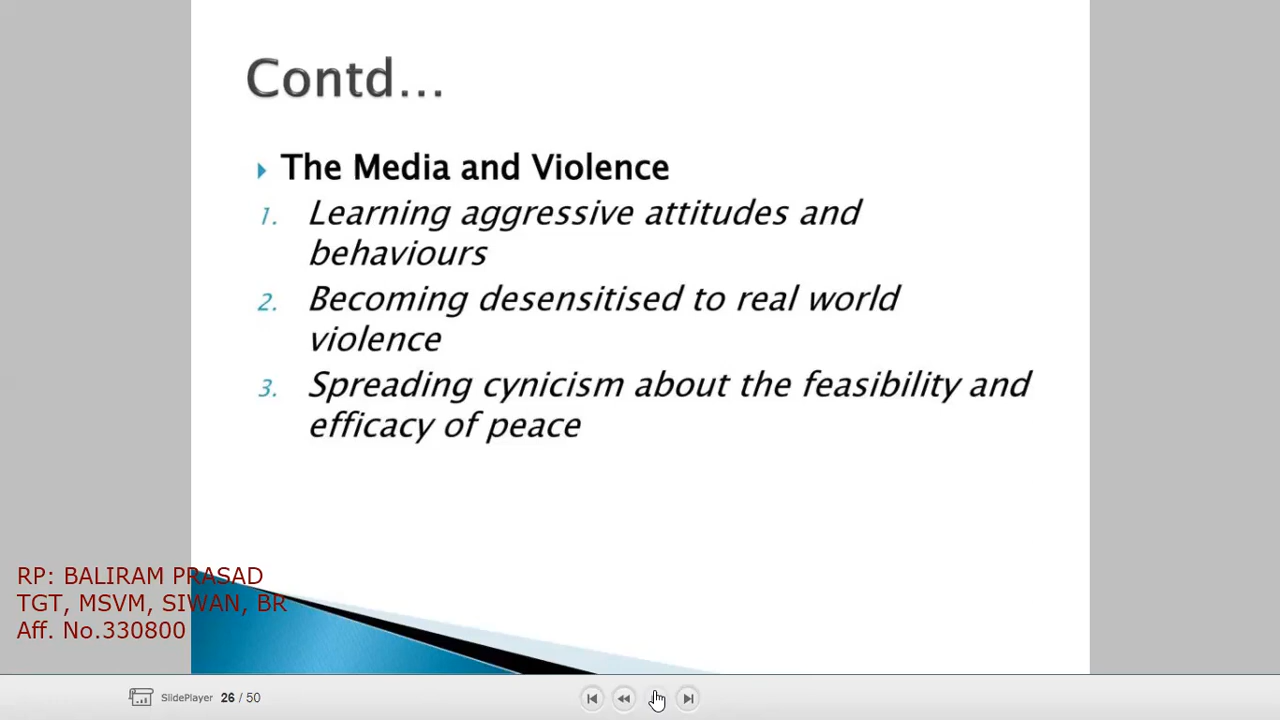 Contd...
The Media and Violence
1. Learning aggressive attitudes and
behaviours
2. Becoming desensitised to real world
violence
3. Spreading cynicism about the feasibility and
efficacy of peace
RP: BALIRAM PRASAD
TGT, MSVM, SIWAN, BR
Aff. No.330800
SlidePlayer 26 / 50